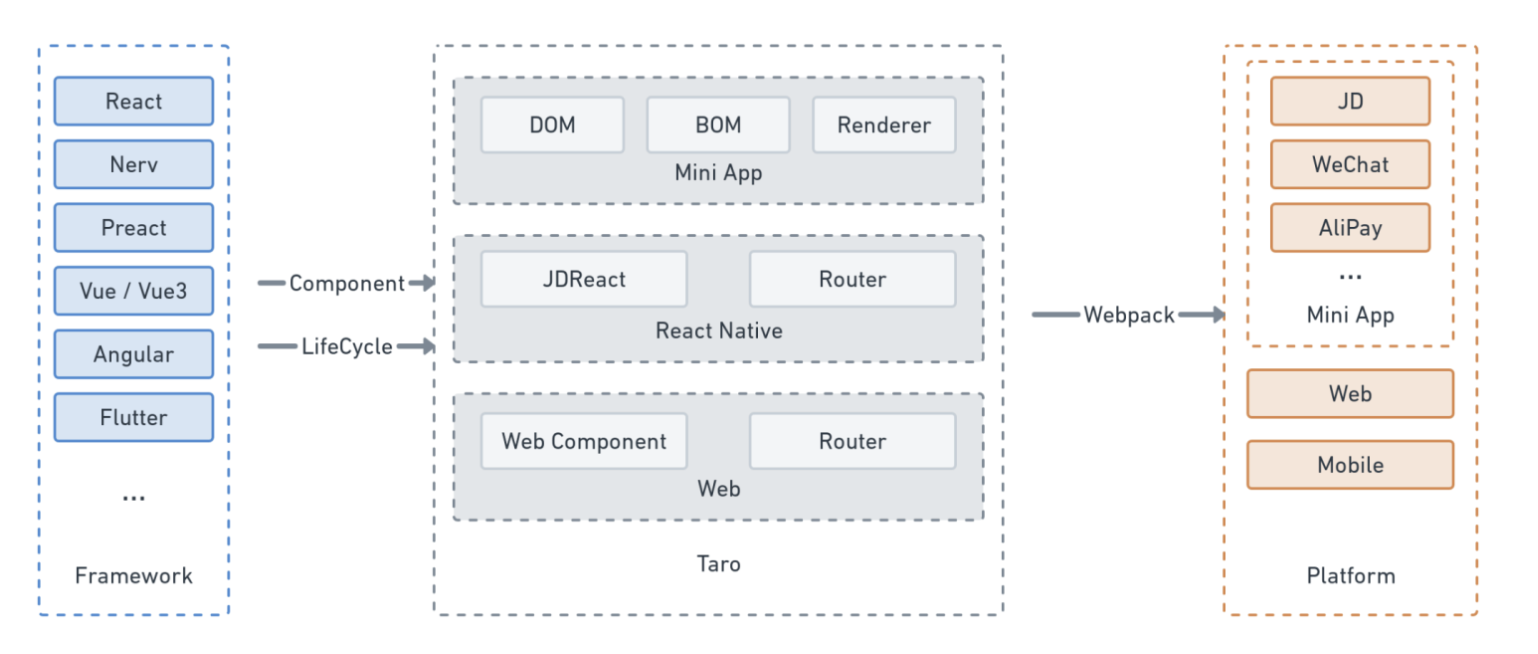 React
Nerv
Preact
Vue / Vue3
Angular
Flutter
...
Framework
Component
LifeCycle
DOM
BOM
Renderer
Mini App
JDReact
Router
React Native
Web Component
Router
Web
Taro
Webpack
JD
WeChat
AliPay
...
Mini App
Web
Mobile
Platform